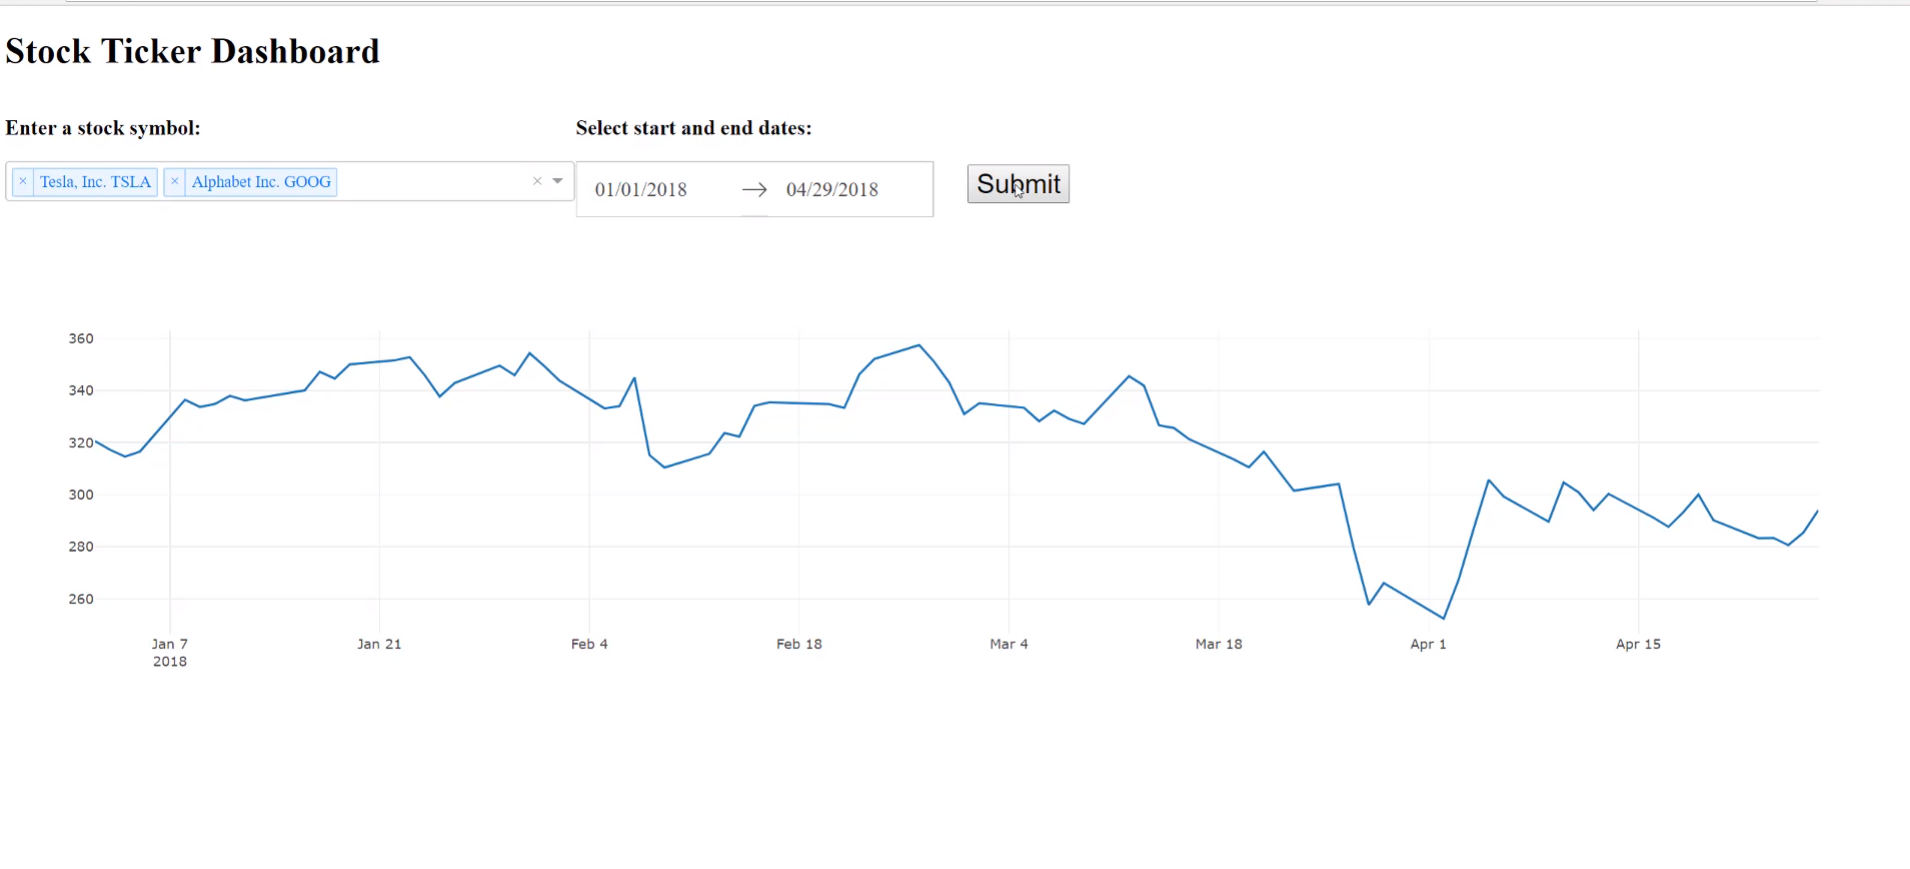 Stock Ticker Dashboard
Enter a stock symbol:
Select start and end dates:
× Tesla, Inc. TSLA × Alphabet Inc. GOOG ×
01/01/2018 → 04/29/2018
Submit
360
340
320
300
280
260
Jan 7 Jan 21 Feb 4 Feb 18 Mar 4 Mar 18 Apr 1 Apr 15
2018